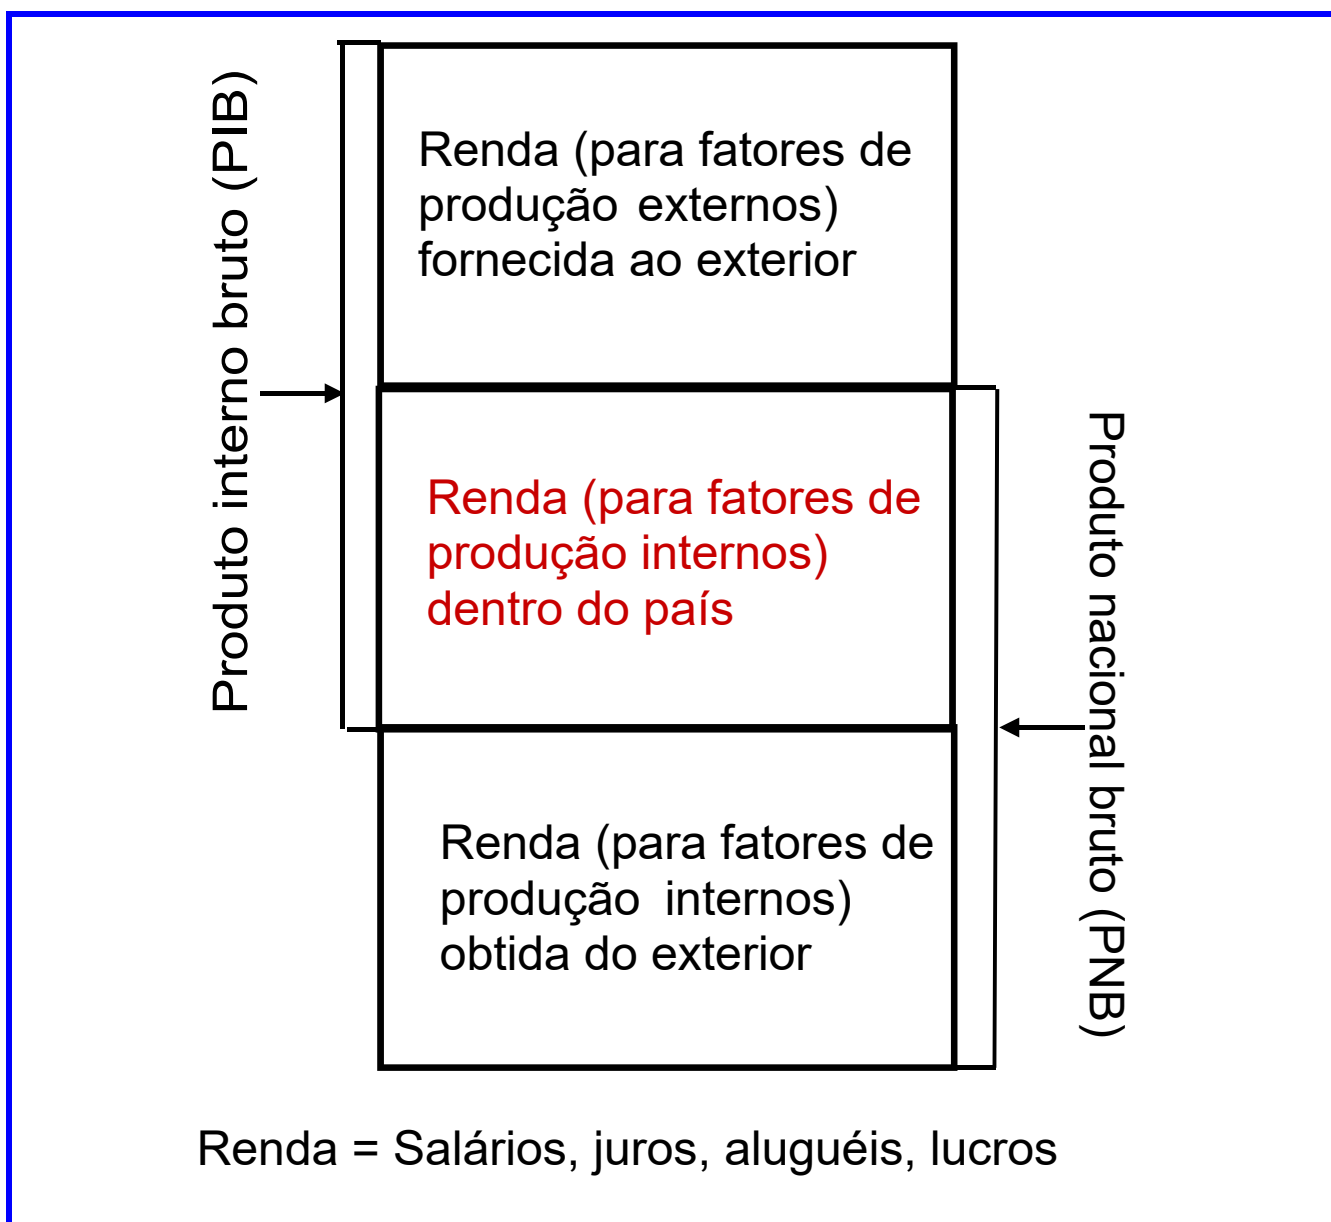 Produto interno bruto (PIB)
Renda (para fatores de
produção externos)
fornecida ao exterior
Renda (para fatores de
produção internos)
dentro do país
Produto nacional bruto (PNB)
Renda (para fatores de
produção internos)
obtida do exterior
Renda = Salários, juros, aluguéis, lucros